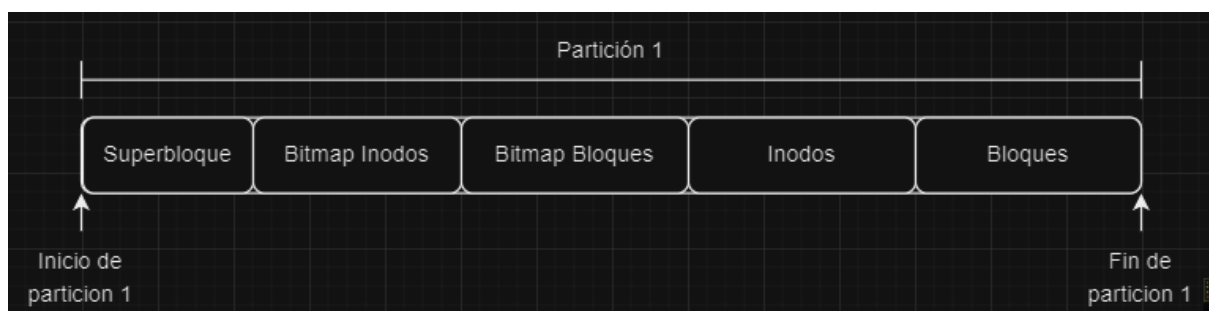 Partición 1
Superbloque
Bitmap Inodos
Bitmap Bloques
Inodos
Bloques
Inicio de
particion 1
Fin de
particion 1